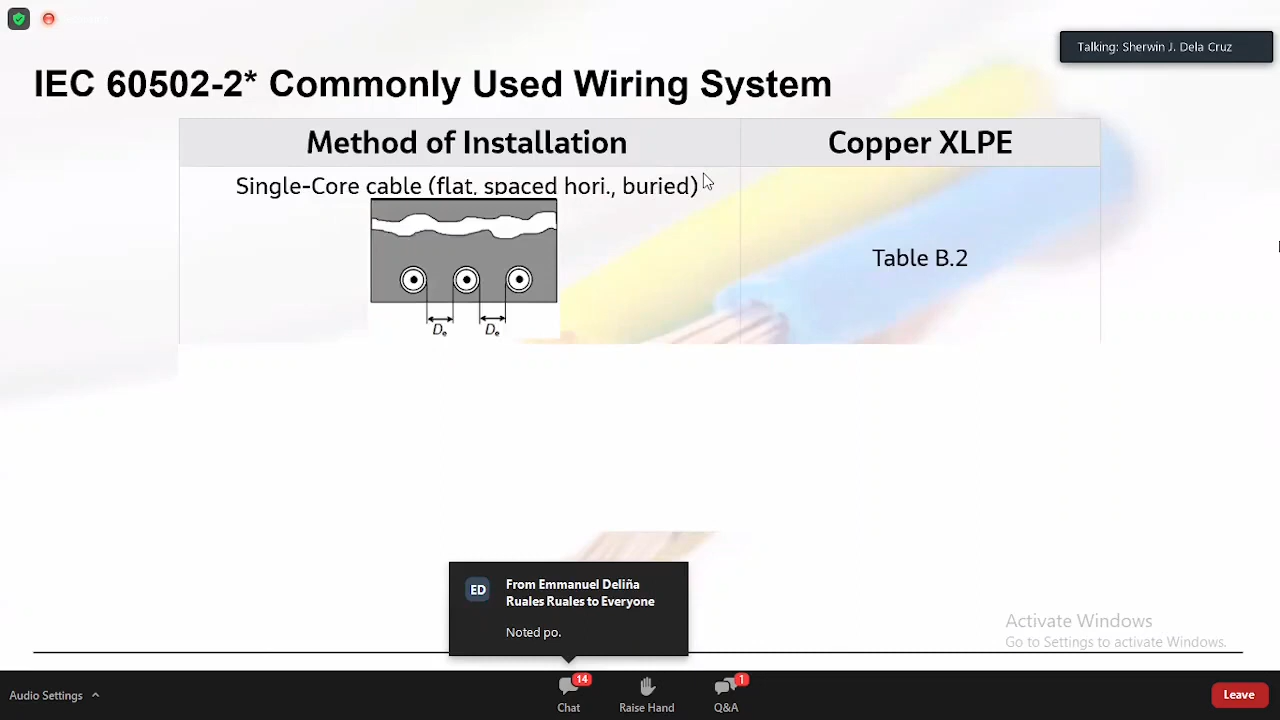 Talking: Sherwin J. Dela Cruz
IEC 60502-2* Commonly Used Wiring System
Method of Installation
Copper XLPE
Single-Core cable (flat, spaced hori., buried)
Table B.2
De
De
ED
From Emmanuel Deliña
Ruales Ruales to Everyone
Noted po.
Activate Windows
Go to Settings to activate Windows.
Audio Settings
14
Chat
Raise Hand
1
Q&A
Leave